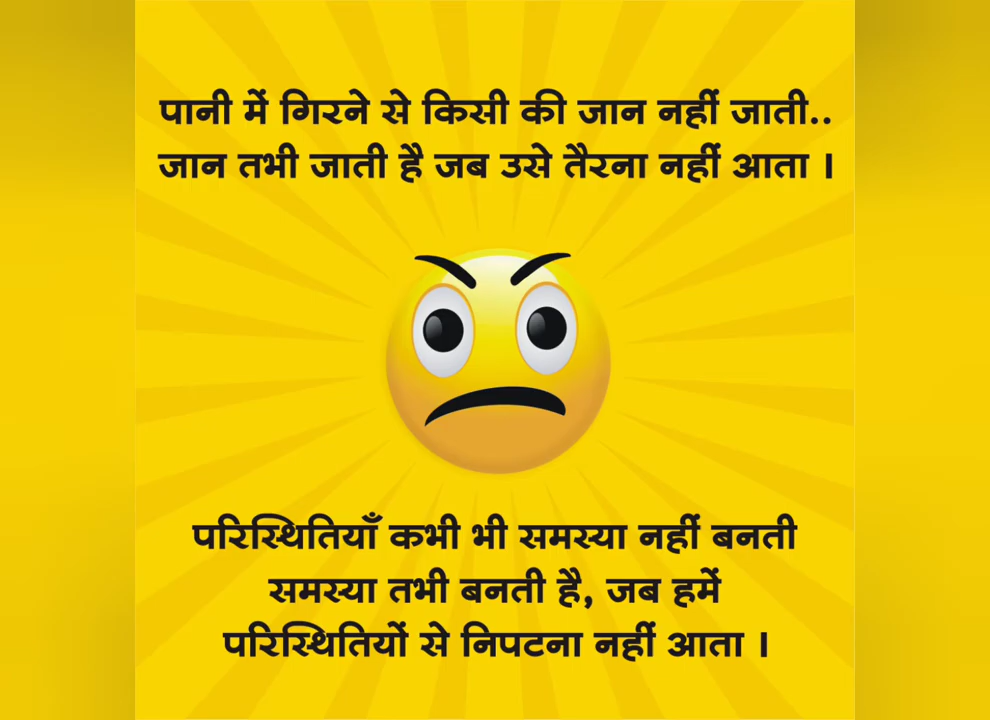 पानी में गिरने से किसी की जान नहीं जाती..
जान तभी जाती है जब उसे तैरना नहीं आता ।
परिस्थितियाँ कभी भी समस्या नहीं बनती
समस्या तभी बनती है, जब हमें
परिस्थितियों से निपटना नहीं आता ।